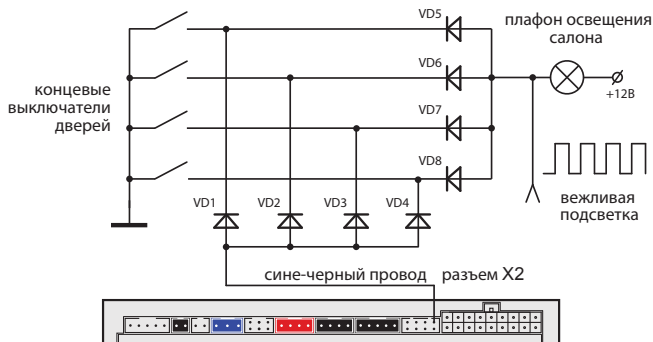 VD5
плафон освещения
салона
VD6
+12В
концевые
выключатели
дверей
VD7
VD8
вежливая
подсветка
VD1
VD2
VD3
VD4
сине-черный провод разъем X2